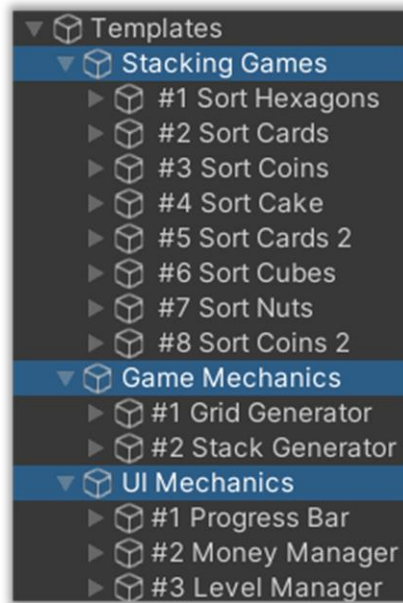 Templates
Stacking Games
#1 Sort Hexagons
#2 Sort Cards
#3 Sort Coins
#4 Sort Cake
#5 Sort Cards 2
#6 Sort Cubes
#7 Sort Nuts
#8 Sort Coins 2
Game Mechanics
#1 Grid Generator
#2 Stack Generator
UI Mechanics
#1 Progress Bar
#2 Money Manager
#3 Level Manager